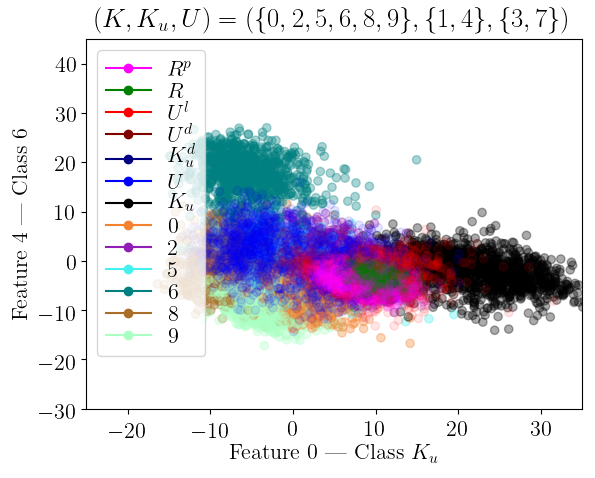 (K, K_u, U) = ({0, 2, 5, 6, 8, 9}, {1, 4}, {3, 7})
Feature 4 — Class 6
40
30
20
10
0
−10
−20
−30
R^p
R
U^l
U^d
K_u^d
U
K_u
0
2
5
6
8
9
−20
−10
0
10
20
30
Feature 0 — Class K_u